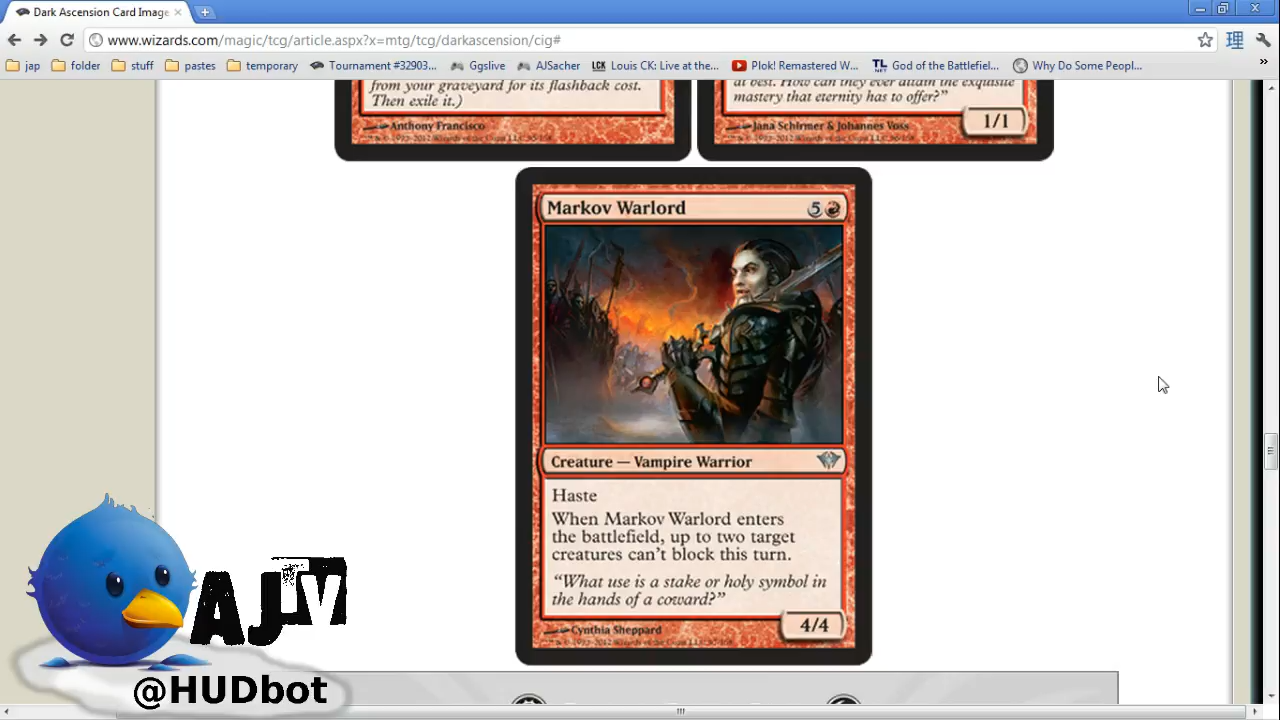 Dark Ascension Card Image
www.wizards.com/magic/tcg/article.aspx?x=mtg/tcg/darkascension/cig#
jap folder stuff pastes temporary Tournament #32903... Ggslive AJSacher LCK Louis CK: Live at the... Plok! Remastered W... TL God of the Battlefiel... Why Do Some Peopl... »
from your graveyard for its flashback cost.
Then exile it.)
Anthony Francisco
at best. How can they ever attain the exquisite
mastery that eternity has to offer?"
1/1
Jana Schirmer & Johannes Voss
Markov Warlord 5
Creature — Vampire Warrior
Haste
When Markov Warlord enters
the battlefield, up to two target
creatures can't block this turn.
"What use is a stake or holy symbol in
the hands of a coward?"
4/4
Cynthia Sheppard
AJTV
@HUDbot